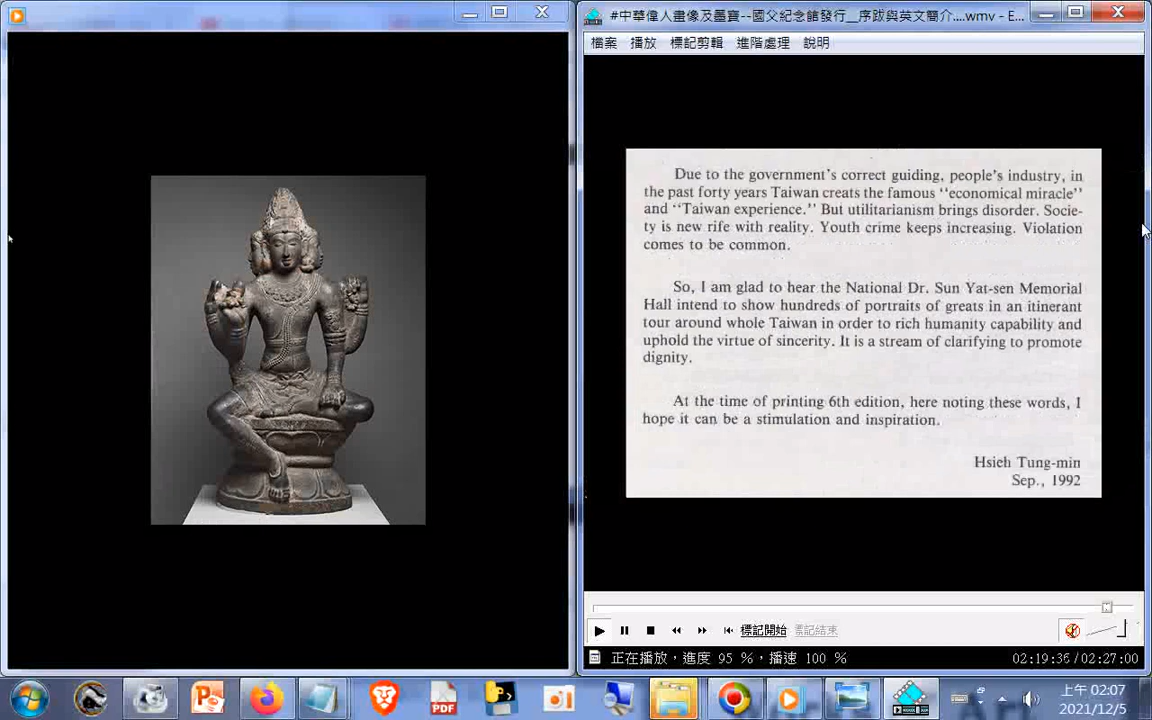 #中華偉人畫像及墨寶--國父紀念館發行__序跋與英文簡介....wmv - E...
檔案 播放 標記剪輯 進階處理 說明
Due to the government's correct guiding, people's industry, in
the past forty years Taiwan creats the famous "economical miracle"
and "Taiwan experience." But utilitarianism brings disorder. Socie-
ty is new rife with reality. Youth crime keeps increasing. Violation
comes to be common.
So, I am glad to hear the National Dr. Sun Yat-sen Memorial
Hall intend to show hundreds of portraits of greats in an itinerant
tour around whole Taiwan in order to rich humanity capability and
uphold the virtue of sincerity. It is a stream of clarifying to promote
dignity.
At the time of printing 6th edition, here noting these words, I
hope it can be a stimulation and inspiration.
Hsieh Tung-min
Sep., 1992
標記開始 標記結束
正在播放，進度 95 %，播速 100 %
02:19:36 / 02:27:00
PDF
上午 02:07
2021/12/5